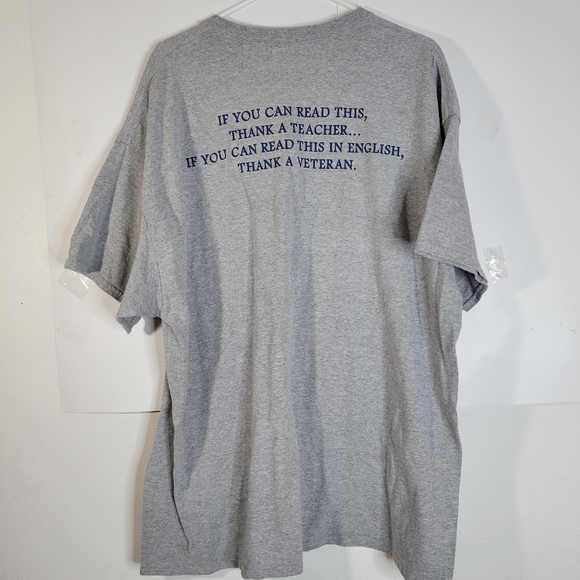 IF YOU CAN READ THIS,
THANK A TEACHER...
IF YOU CAN READ THIS IN ENGLISH,
THANK A VETERAN.